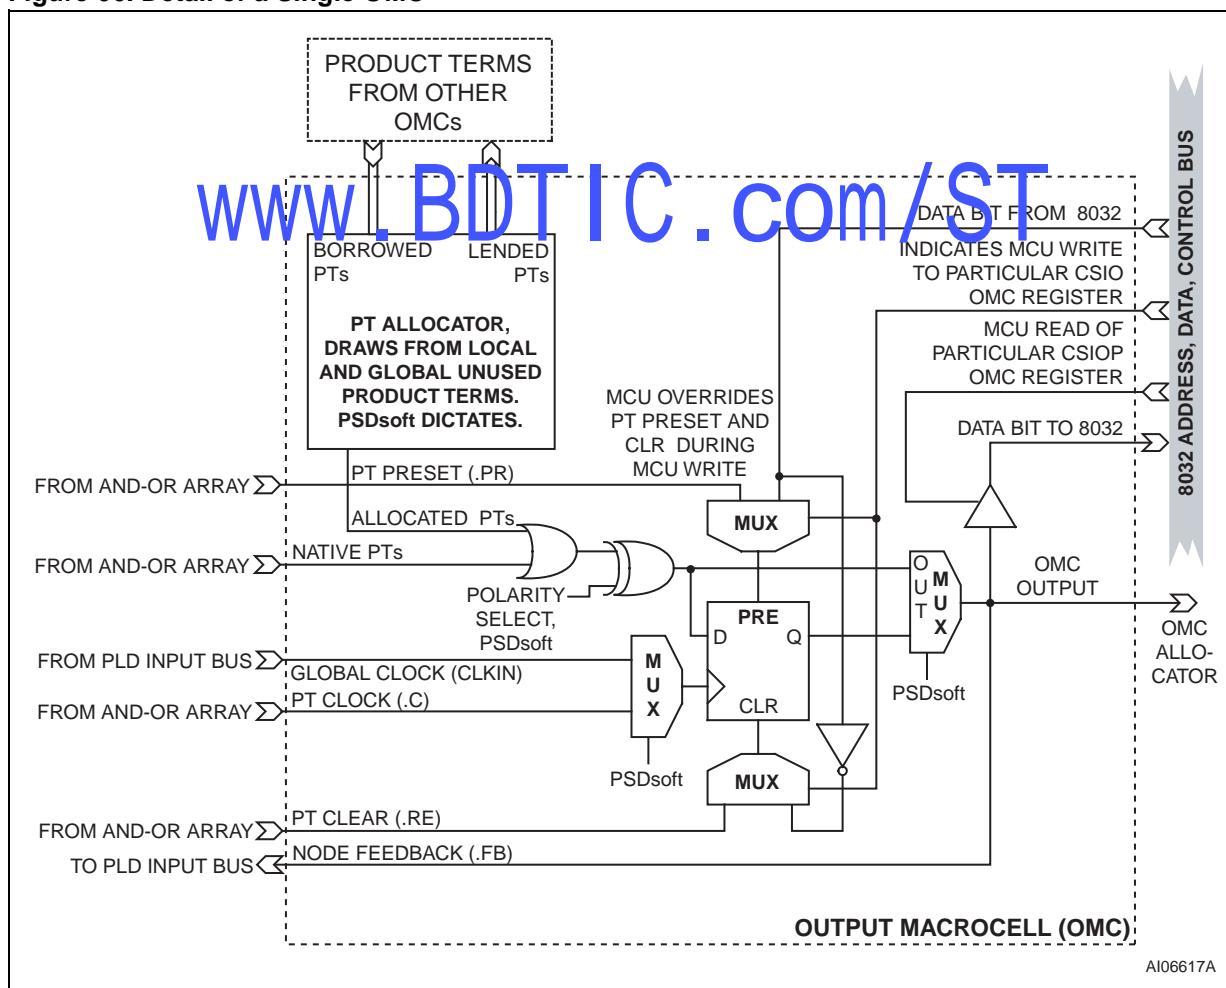 PRODUCT TERMS
FROM OTHER
OMCs
www.BDTIC.com/ST
8032 ADDRESS, DATA, CONTROL BUS
DATA BIT FROM 8032
BORROWED
PTs
LENDED
PTs
INDICATES MCU WRITE
TO PARTICULAR CSIO
OMC REGISTER
PT ALLOCATOR,
DRAWS FROM LOCAL
AND GLOBAL UNUSED
PRODUCT TERMS.
PSDsoft DICTATES.
MCU READ OF
PARTICULAR CSIOP
OMC REGISTER
MCU OVERRIDES
PT PRESET AND
CLR DURING
MCU WRITE
DATA BIT TO 8032
FROM AND-OR ARRAY
PT PRESET (.PR)
MUX
ALLOCATED PTs
FROM AND-OR ARRAY
NATIVE PTs
POLARITY
SELECT,
PSDsoft
OUT
MUX
OMC
OUTPUT
PRE
D
Q
CLR
OMC
ALLO-
CATOR
FROM PLD INPUT BUS
GLOBAL CLOCK (CLKIN)
MUX
PSDsoft
FROM AND-OR ARRAY
PT CLOCK (.C)
PSDsoft
MUX
FROM AND-OR ARRAY
PT CLEAR (.RE)
TO PLD INPUT BUS
NODE FEEDBACK (.FB)
OUTPUT MACROCELL (OMC)
AI06617A